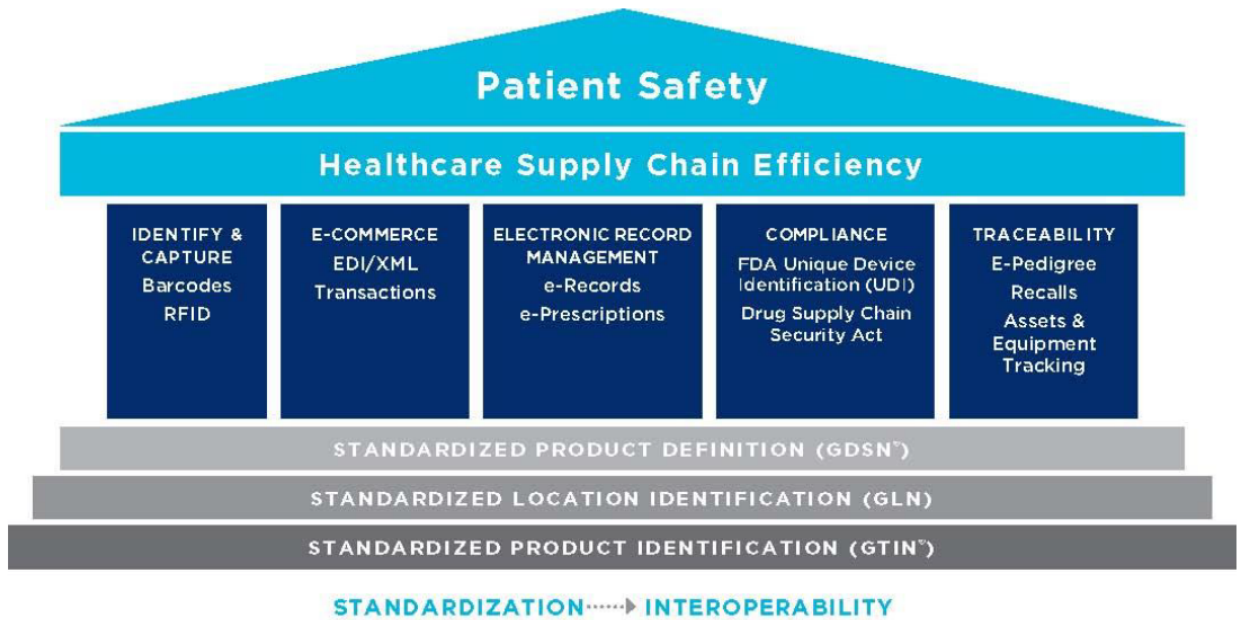 Patient Safety
Healthcare Supply Chain Efficiency
IDENTIFY &
CAPTURE
Barcodes
RFID
E-COMMERCE
EDI/XML
Transactions
ELECTRONIC RECORD
MANAGEMENT
e-Records
e-Prescriptions
COMPLIANCE
FDA Unique Device
Identification (UDI)
Drug Supply Chain
Security Act
TRACEABILITY
E-Pedigree
Recalls
Assets &
Equipment
Tracking
STANDARDIZED PRODUCT DEFINITION (GDSN®)
STANDARDIZED LOCATION IDENTIFICATION (GLN)
STANDARDIZED PRODUCT IDENTIFICATION (GTIN®)
STANDARDIZATION INTEROPERABILITY